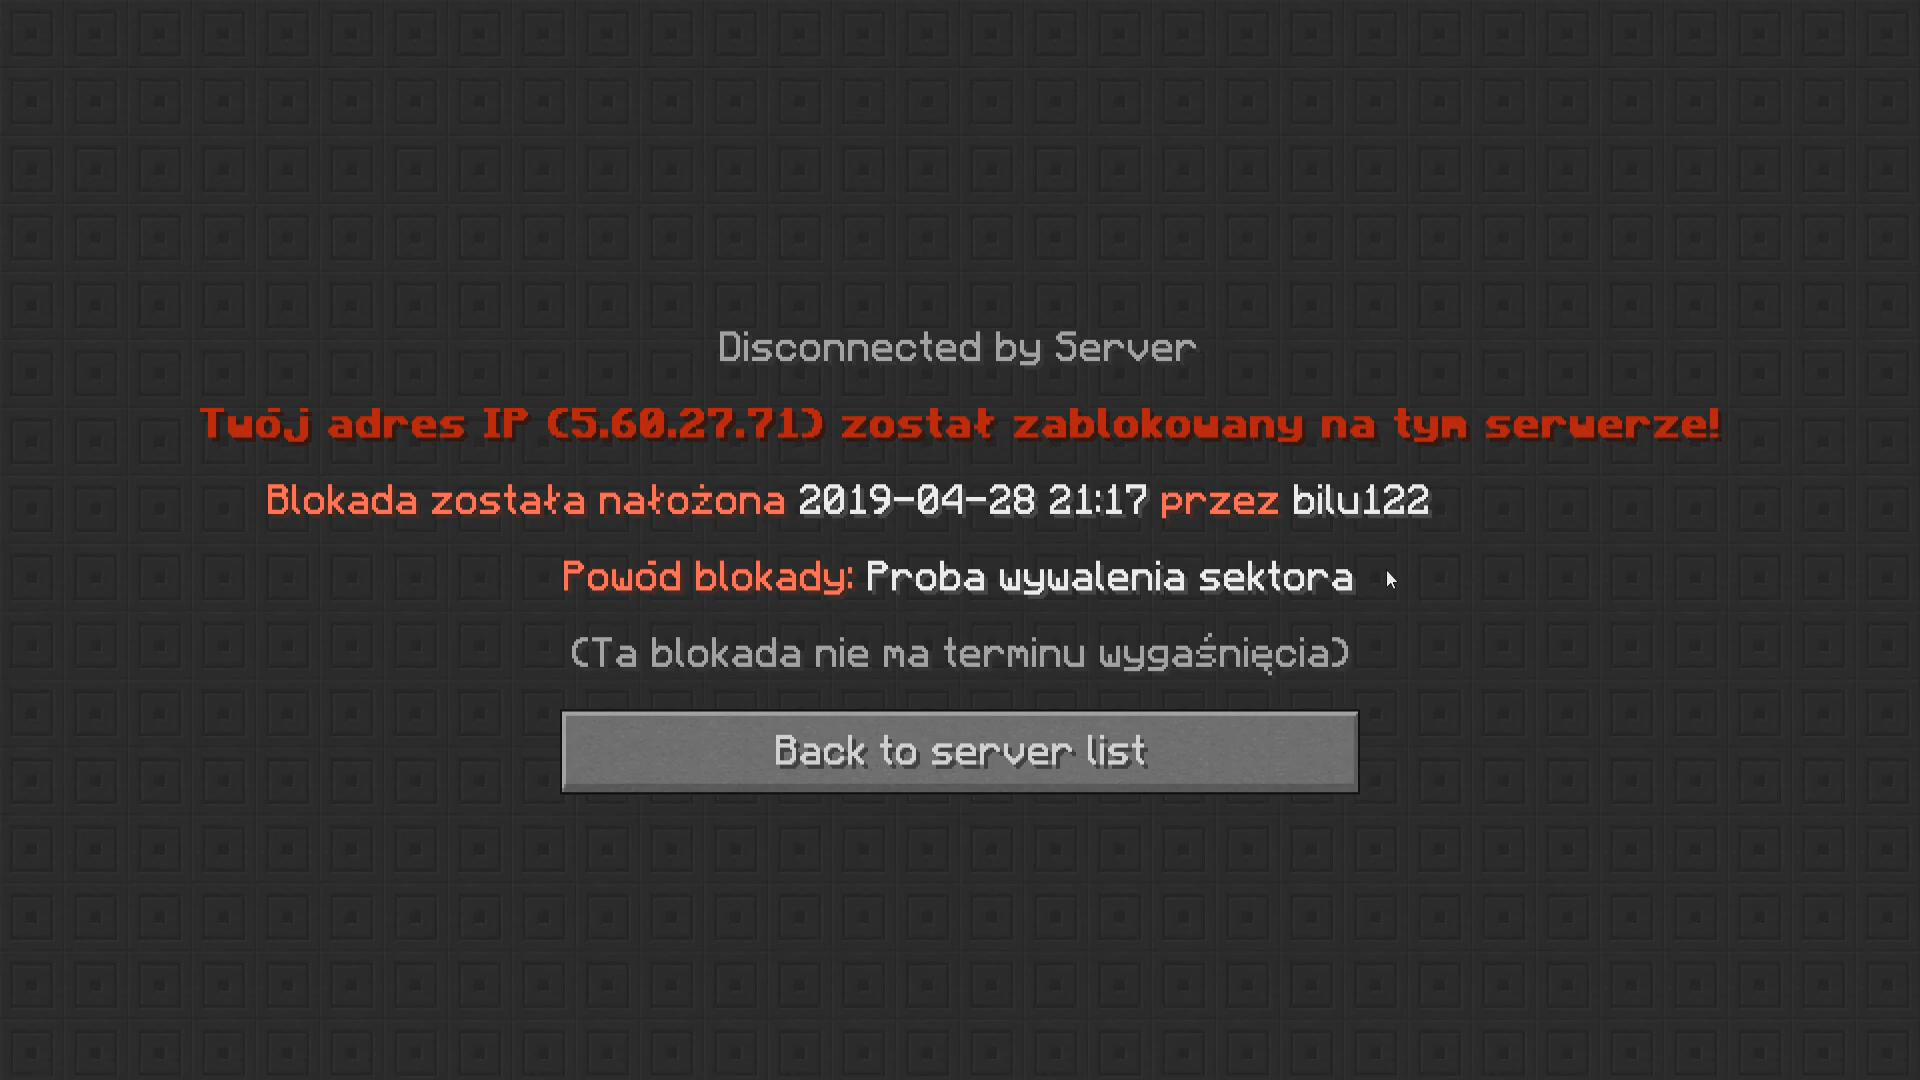 Disconnected by Server
Twój adres IP (5.60.27.71) został zablokowany na tym serwerze!
Blokada została nałożona 2019-04-28 21:17 przez bilu122
Powód blokady: Proba wywalenia sektora
(Ta blokada nie ma terminu wygaśnięcia)
Back to server list